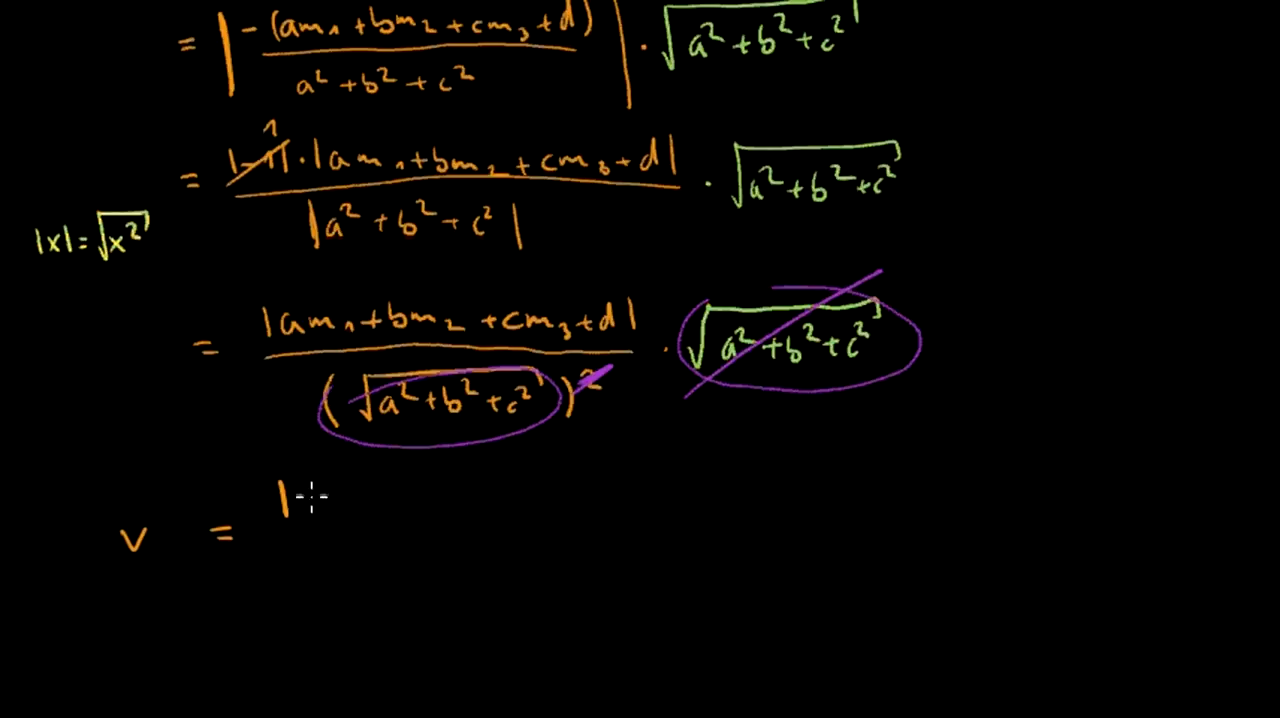 = |-(am₁+bm₂+cm₃+d) / a²+b²+c²| · √a²+b²+c²
= |-1|1·|am₁+bm₂+cm₃+d| / |a²+b²+c²| · √a²+b²+c²
|x|=√x²
= |am₁+bm₂+cm₃+d| / (√a²+b²+c²)² · √a²+b²+c²
v = |